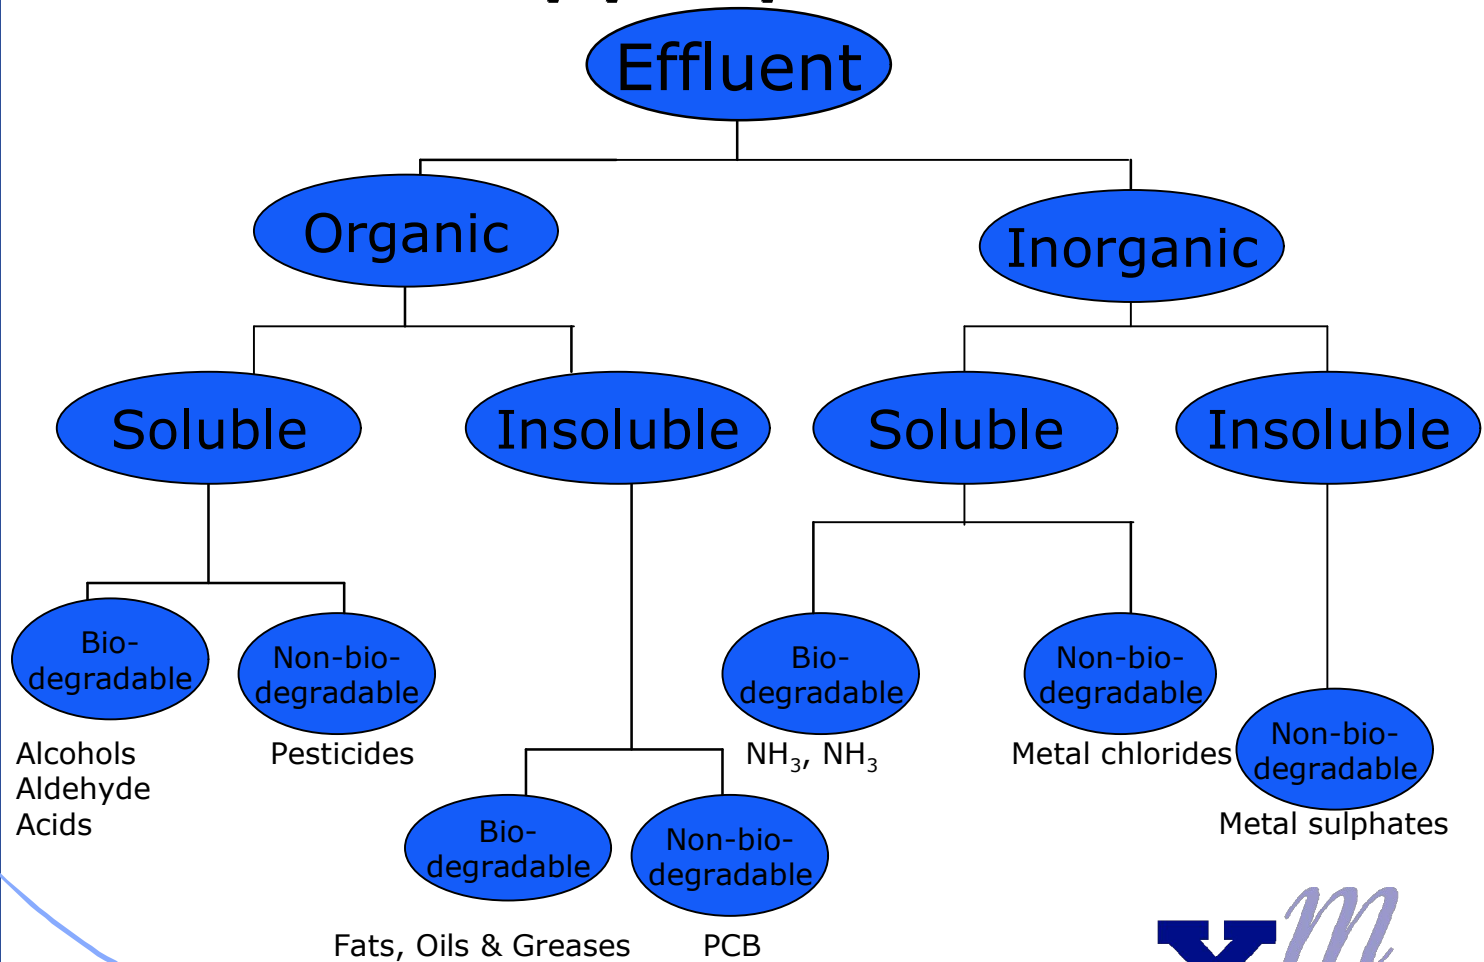 Effluent
Organic
Inorganic
Soluble
Insoluble
Soluble
Insoluble
Bio-
degradable
Non-bio-
degradable
Bio-
degradable
Non-bio-
degradable
Non-bio-
degradable
Alcohols
Aldehyde
Acids
Pesticides
NH₃, NH₃
Metal chlorides
Metal sulphates
Bio-
degradable
Non-bio-
degradable
Fats, Oils & Greases
PCB
m